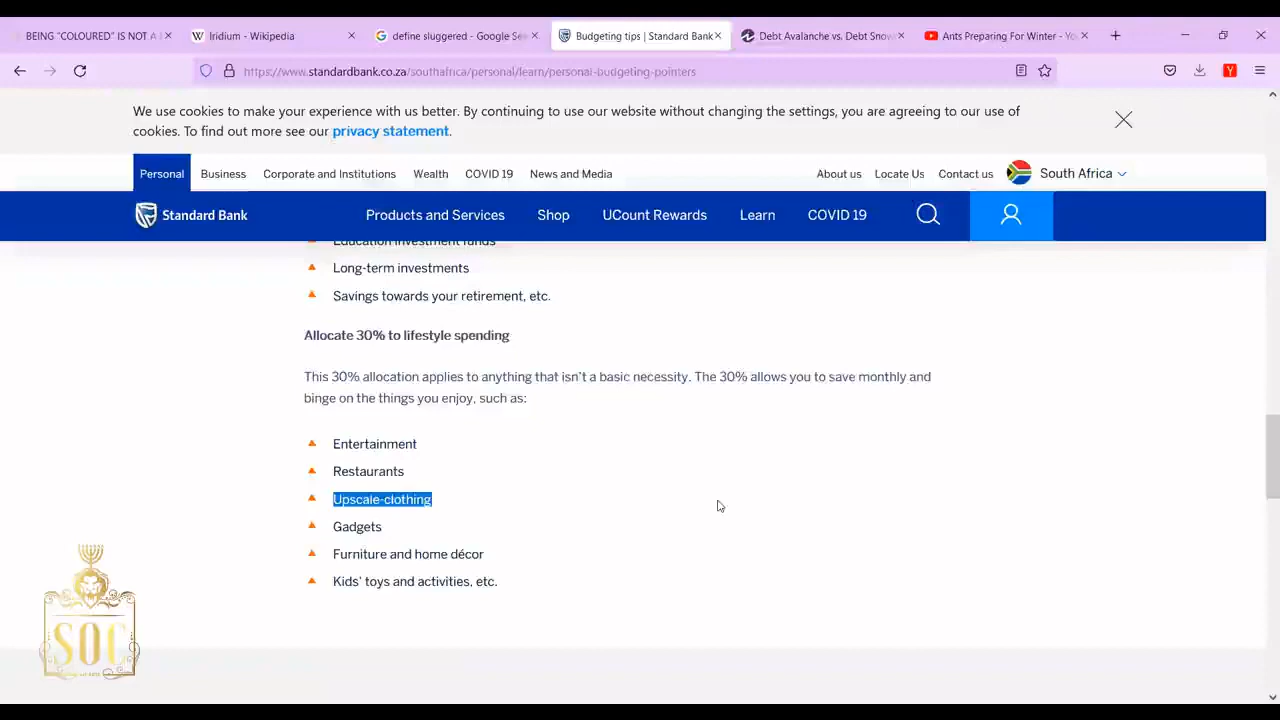 BEING "COLOURED" IS NOT A
Iridium - Wikipedia
define sluggered - Google Se
Budgeting tips | Standard Bank
Debt Avalanche vs. Debt Snow
Ants Preparing For Winter - Yo
https://www.standardbank.co.za/southafrica/personal/learn/personal-budgeting-pointers
We use cookies to make your experience with us better. By continuing to use our website without changing the settings, you are agreeing to our use of
cookies. To find out more see our privacy statement.
Personal Business Corporate and Institutions Wealth COVID 19 News and Media About us Locate Us Contact us South Africa
Standard Bank Products and Services Shop UCount Rewards Learn COVID 19
Education investment funds
Long-term investments
Savings towards your retirement, etc.
Allocate 30% to lifestyle spending
This 30% allocation applies to anything that isn't a basic necessity. The 30% allows you to save monthly and
binge on the things you enjoy, such as:
Entertainment
Restaurants
Upscale-clothing
Gadgets
Furniture and home décor
Kids' toys and activities, etc.
SOC